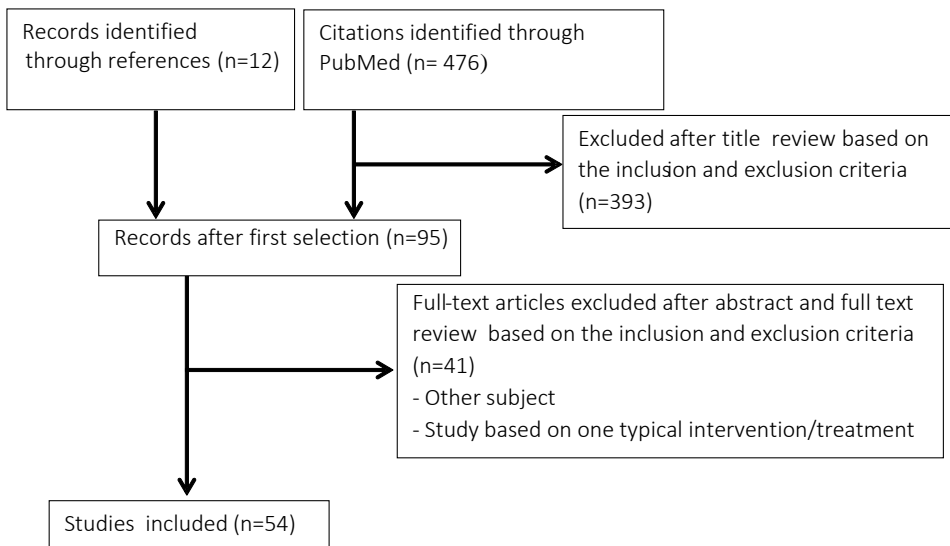 Records identified
through references (n=12)
Citations identified through
PubMed (n= 476)
Excluded after title review based on
the inclusion and exclusion criteria
(n=393)
Records after first selection (n=95)
Full-text articles excluded after abstract and full text
review based on the inclusion and exclusion criteria
(n=41)
- Other subject
- Study based on one typical intervention/treatment
Studies included (n=54)